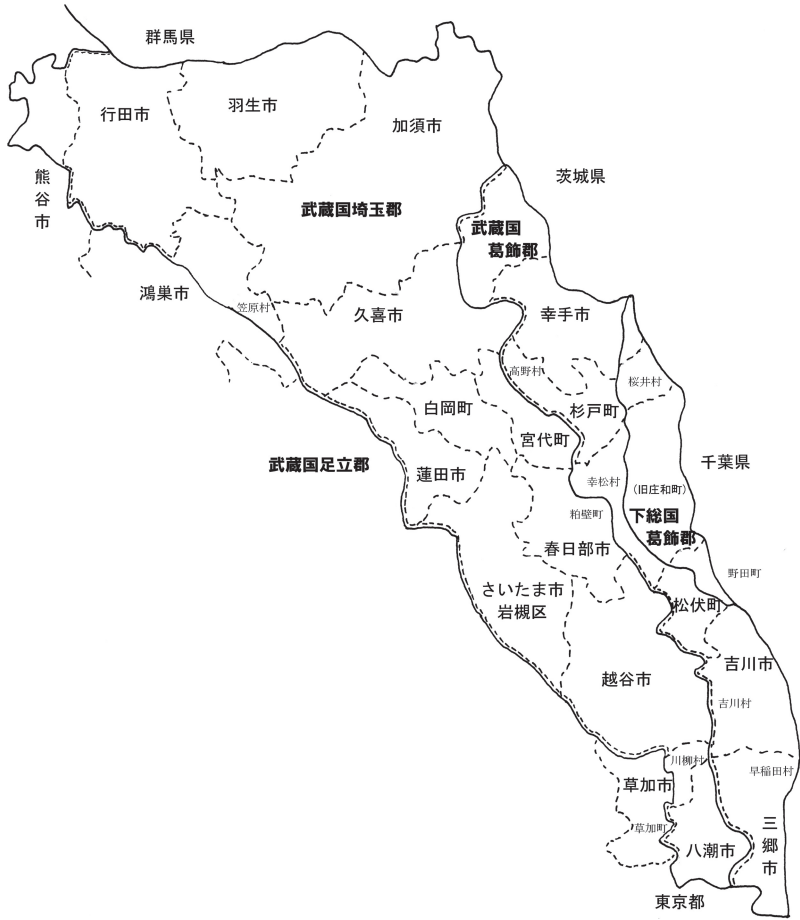 群馬県
行田市
羽生市
加須市
熊谷市
茨城県
武蔵国埼玉郡
武蔵国
葛飾郡
鴻巣市
笠原村
久喜市
幸手市
高野村
桜井村
白岡町
杉戸町
宮代町
武蔵国足立郡
蓮田市
千葉県
幸松村
（旧庄和町）
粕壁町
下総国
葛飾郡
春日部市
野田町
さいたま市
岩槻区
松伏町
吉川市
越谷市
吉川村
川柳村
早稲田村
草加市
草加町
三郷市
八潮市
東京都